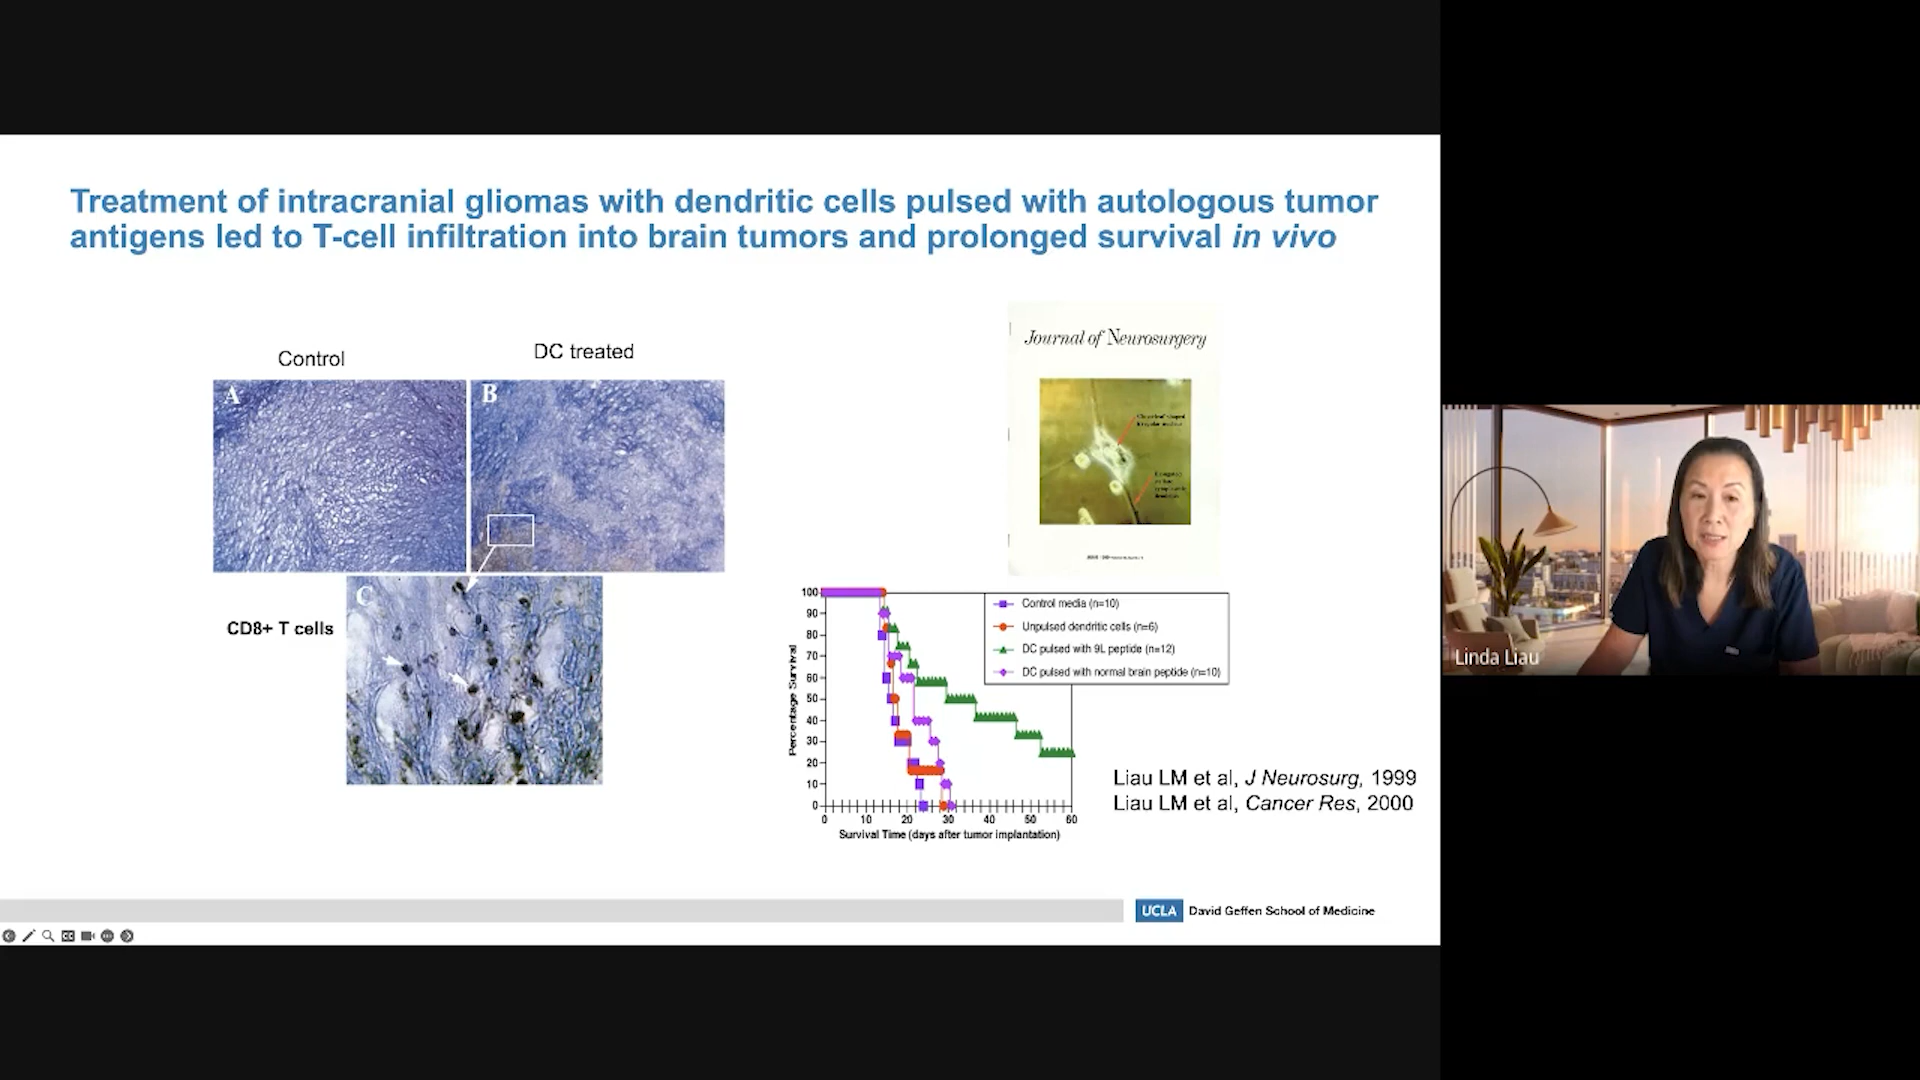 Treatment of intracranial gliomas with dendritic cells pulsed with autologous tumor
antigens led to T-cell infiltration into brain tumors and prolonged survival in vivo
Control
DC treated
A
B
C
CD8+ T cells
Journal of Neurosurgery
100
90
80
70
60
50
40
30
20
10
0
Percentage Survival
0 10 20 30 40 50 60
Survival Time (days after tumor implantation)
Control media (n=10)
Unpulsed dendritic cells (n=6)
DC pulsed with 9L peptide (n=12)
DC pulsed with normal brain peptide (n=10)
Liau LM et al, J Neurosurg, 1999
Liau LM et al, Cancer Res, 2000
UCLA David Geffen School of Medicine
Linda Liau